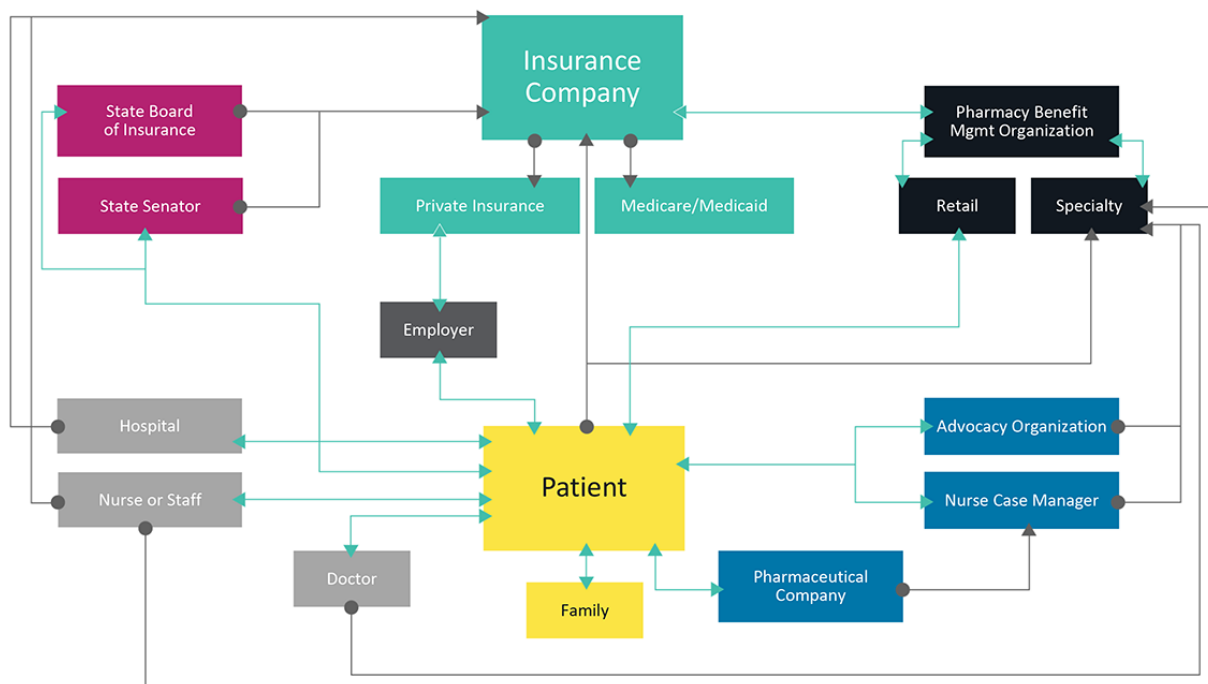 Insurance
Company
State Board
of Insurance
Pharmacy Benefit
Mgmt Organization
State Senator
Private Insurance
Medicare/Medicaid
Retail
Specialty
Employer
Hospital
Advocacy Organization
Patient
Nurse or Staff
Nurse Case Manager
Doctor
Pharmaceutical
Company
Family